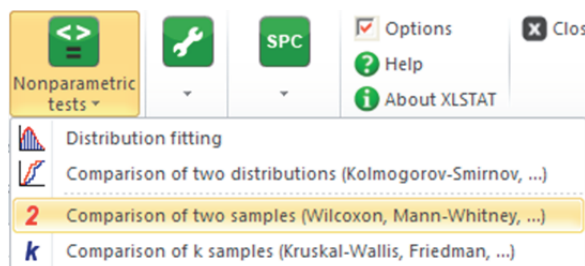 <>
=
Nonparametric
tests
SPC
Options
Help
About XLSTAT
Distribution fitting
Comparison of two distributions (Kolmogorov-Smirnov, ...)
2 Comparison of two samples (Wilcoxon, Mann-Whitney, ...)
k Comparison of k samples (Kruskal-Wallis, Friedman, ...)